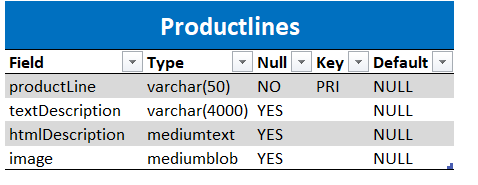 Productlines
Field Type Null Key Default
productLine varchar(50) NO PRI NULL
textDescription varchar(4000) YES NULL
htmlDescription mediumtext YES NULL
image mediumblob YES NULL